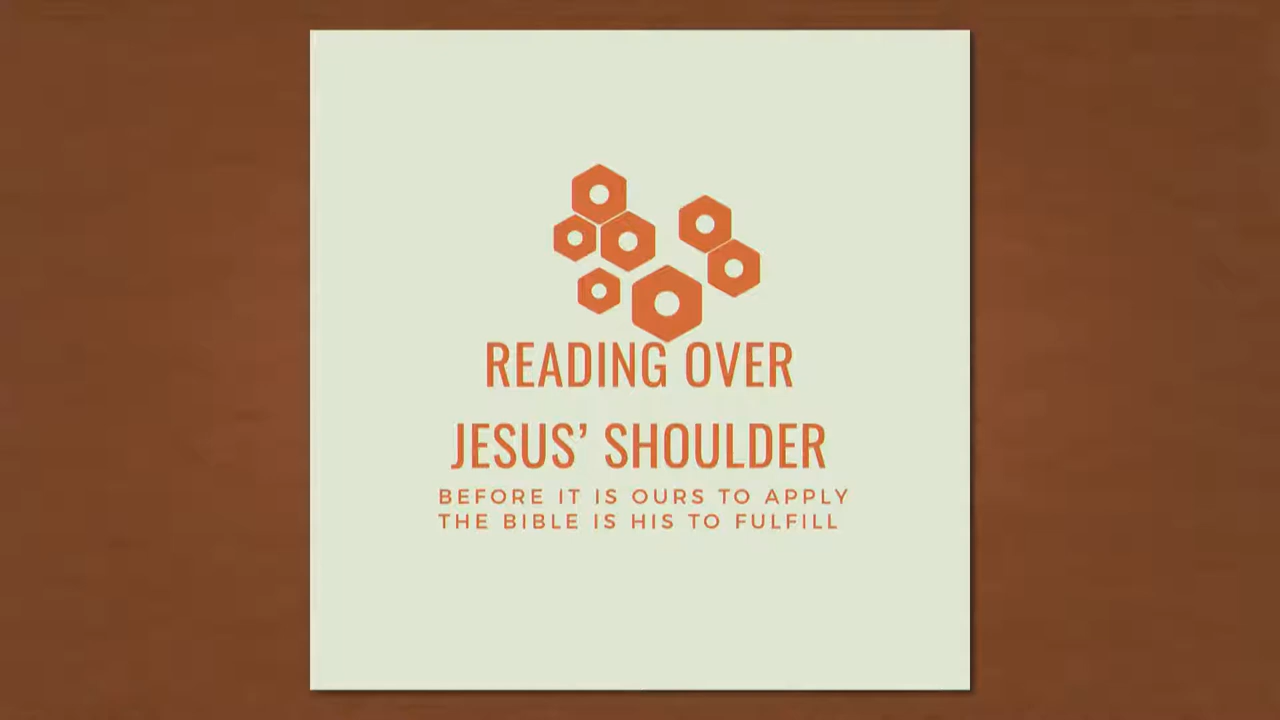 READING OVER
JESUS’ SHOULDER
BEFORE IT IS OURS TO APPLY
THE BIBLE IS HIS TO FULFILL